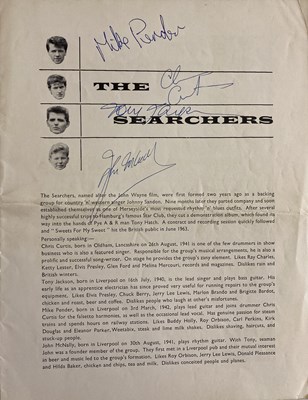 Mike Pender
THE
Chris Curtis
Tony Jackson
SEARCHERS
John McNally
The Searchers, named after the John Wayne film, were first formed two years ago as a backing
group for country 'n' western singer Johnny Sandon. Nine months later they parted company and soon
established themselves as one of Merseyside's most requested rhythm 'n' blues outfits. After several
highly successful trips to Hamburg's famous Star Club, they cut a demonstration album, which found its
way into the hands of Pye A & R man Tony Hatch. A contract and recording session quickly followed
and "Sweets For My Sweet" hit the British public in June 1963.
Personally speaking—
Chris Curtis, born in Oldham, Lancashire on 26th August, 1941 is one of the few drummers in show
business who is also a featured singer. Responsible for the group's musical arrangements, he is also a
prolific and successful song-writer. On stage he provides the group's zany element. Likes Ray Charles,
Ketty Lester, Elvis Presley, Glen Ford and Maith Harcourt, records and milkshakes. Dislikes rain and
British railways.
Tony Jackson, born in Liverpool on 16th July, 1940, is the lead singer and plays bass guitar. His
early life as an apprentice electrician has since proved very useful for running repairs to the group's
equipment. Likes Elvis Presley, Chuck Berry, Jerry Lee Lewis, Marlon Brando and Brigitte Bardot,
chicken and roast, beer and coffee. Dislikes people who laugh at other's misfortunes.
Mike Pender, born in Liverpool on 3rd March, 1942, plays lead guitar and joins drummer Chris
Curtis for the falsetto harmonies, as well as the occasional lead vocal. Has genuine passion for steam
trains and spends hours on railway stations. Likes Buddy Holly, Roy Orbison, Carl Perkins, Kirk
Douglas and Eleanor Parker, Weetabix, steak and lime milk shakes. Dislikes shaving, haircuts, and
stuck-up people.
John McNally, born in Liverpool on 30th August, 1941, plays rhythm guitar. With Tony, weman
John was a founder member of the group. They first met in a Liverpool pub and their mutual interest
in beer and music led to the group's formation. Likes Roy Orbison, Jerry Lee Lewis, Donald Pleasence
and Hilda Baker, chicken and chips, tea and milk. Dislikes conceited people and planes.